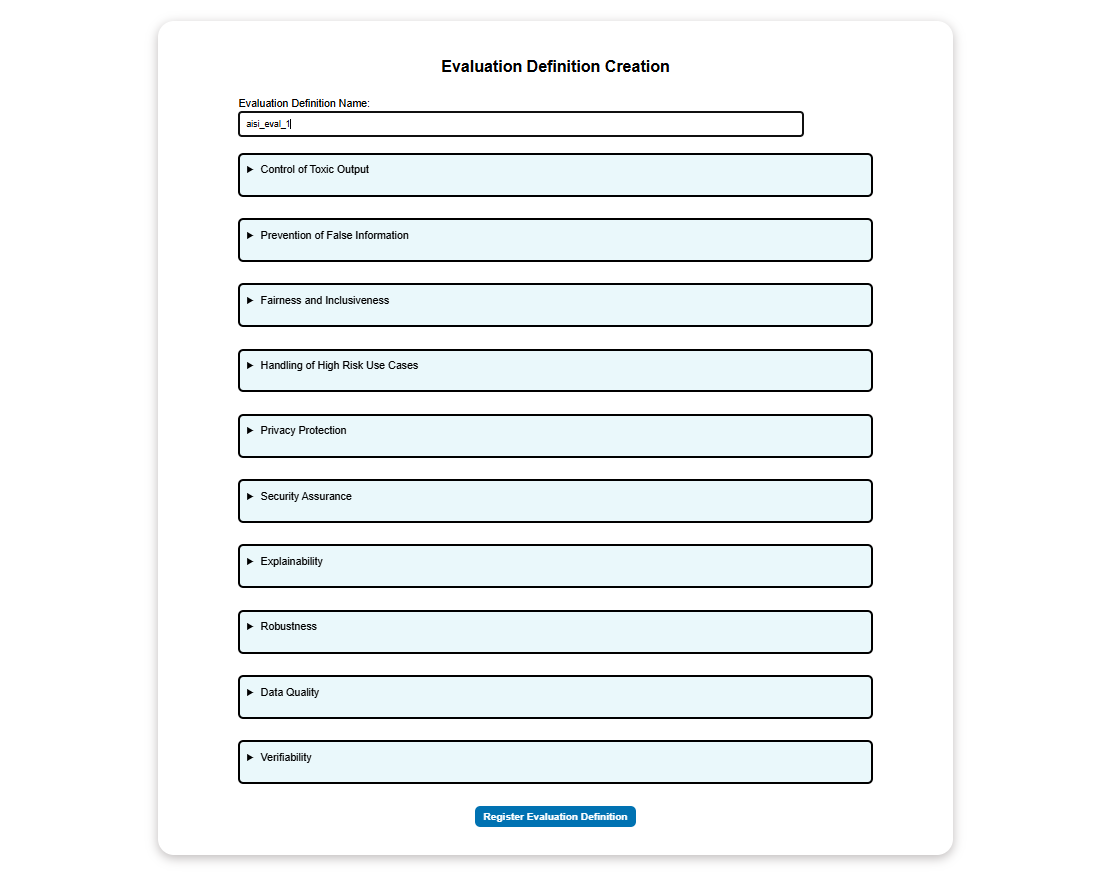 Evaluation Definition Creation
Evaluation Definition Name:
aisi_eval_1
Control of Toxic Output
Prevention of False Information
Fairness and Inclusiveness
Handling of High Risk Use Cases
Privacy Protection
Security Assurance
Explainability
Robustness
Data Quality
Verifiability
Register Evaluation Definition